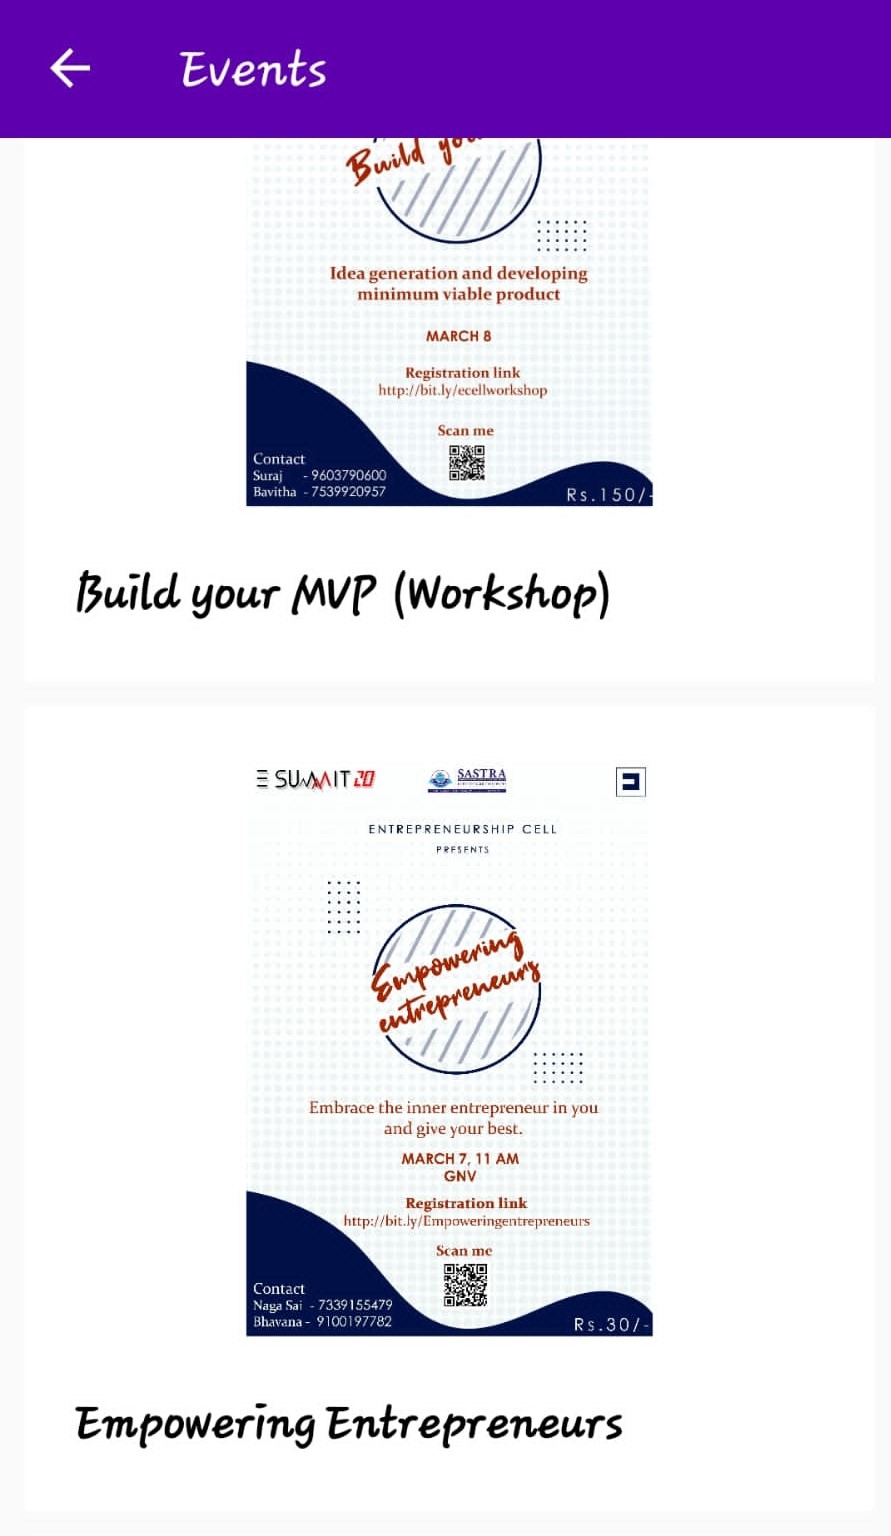 Events
Build
Idea generation and developing
minimum viable product
MARCH 8
Registration link
http://bit.ly/ecellworkshop
Scan me
Contact
Suraj - 9603790600
Bavitha - 7539920957
Rs.150/-
Build your MVP (Workshop)
E SUMMIT 20
SASTRA
ENTREPRENEURSHIP CELL
PRESENTS
Empowering
entrepreneurs
Embrace the inner entrepreneur in you
and give your best.
MARCH 7, 11 AM
GNV
Registration link
http://bit.ly/Empoweringentrepreneurs
Scan me
Contact
Naga Sai - 7339155479
Bhavana - 9100197782
Rs.30/-
Empowering Entrepreneurs